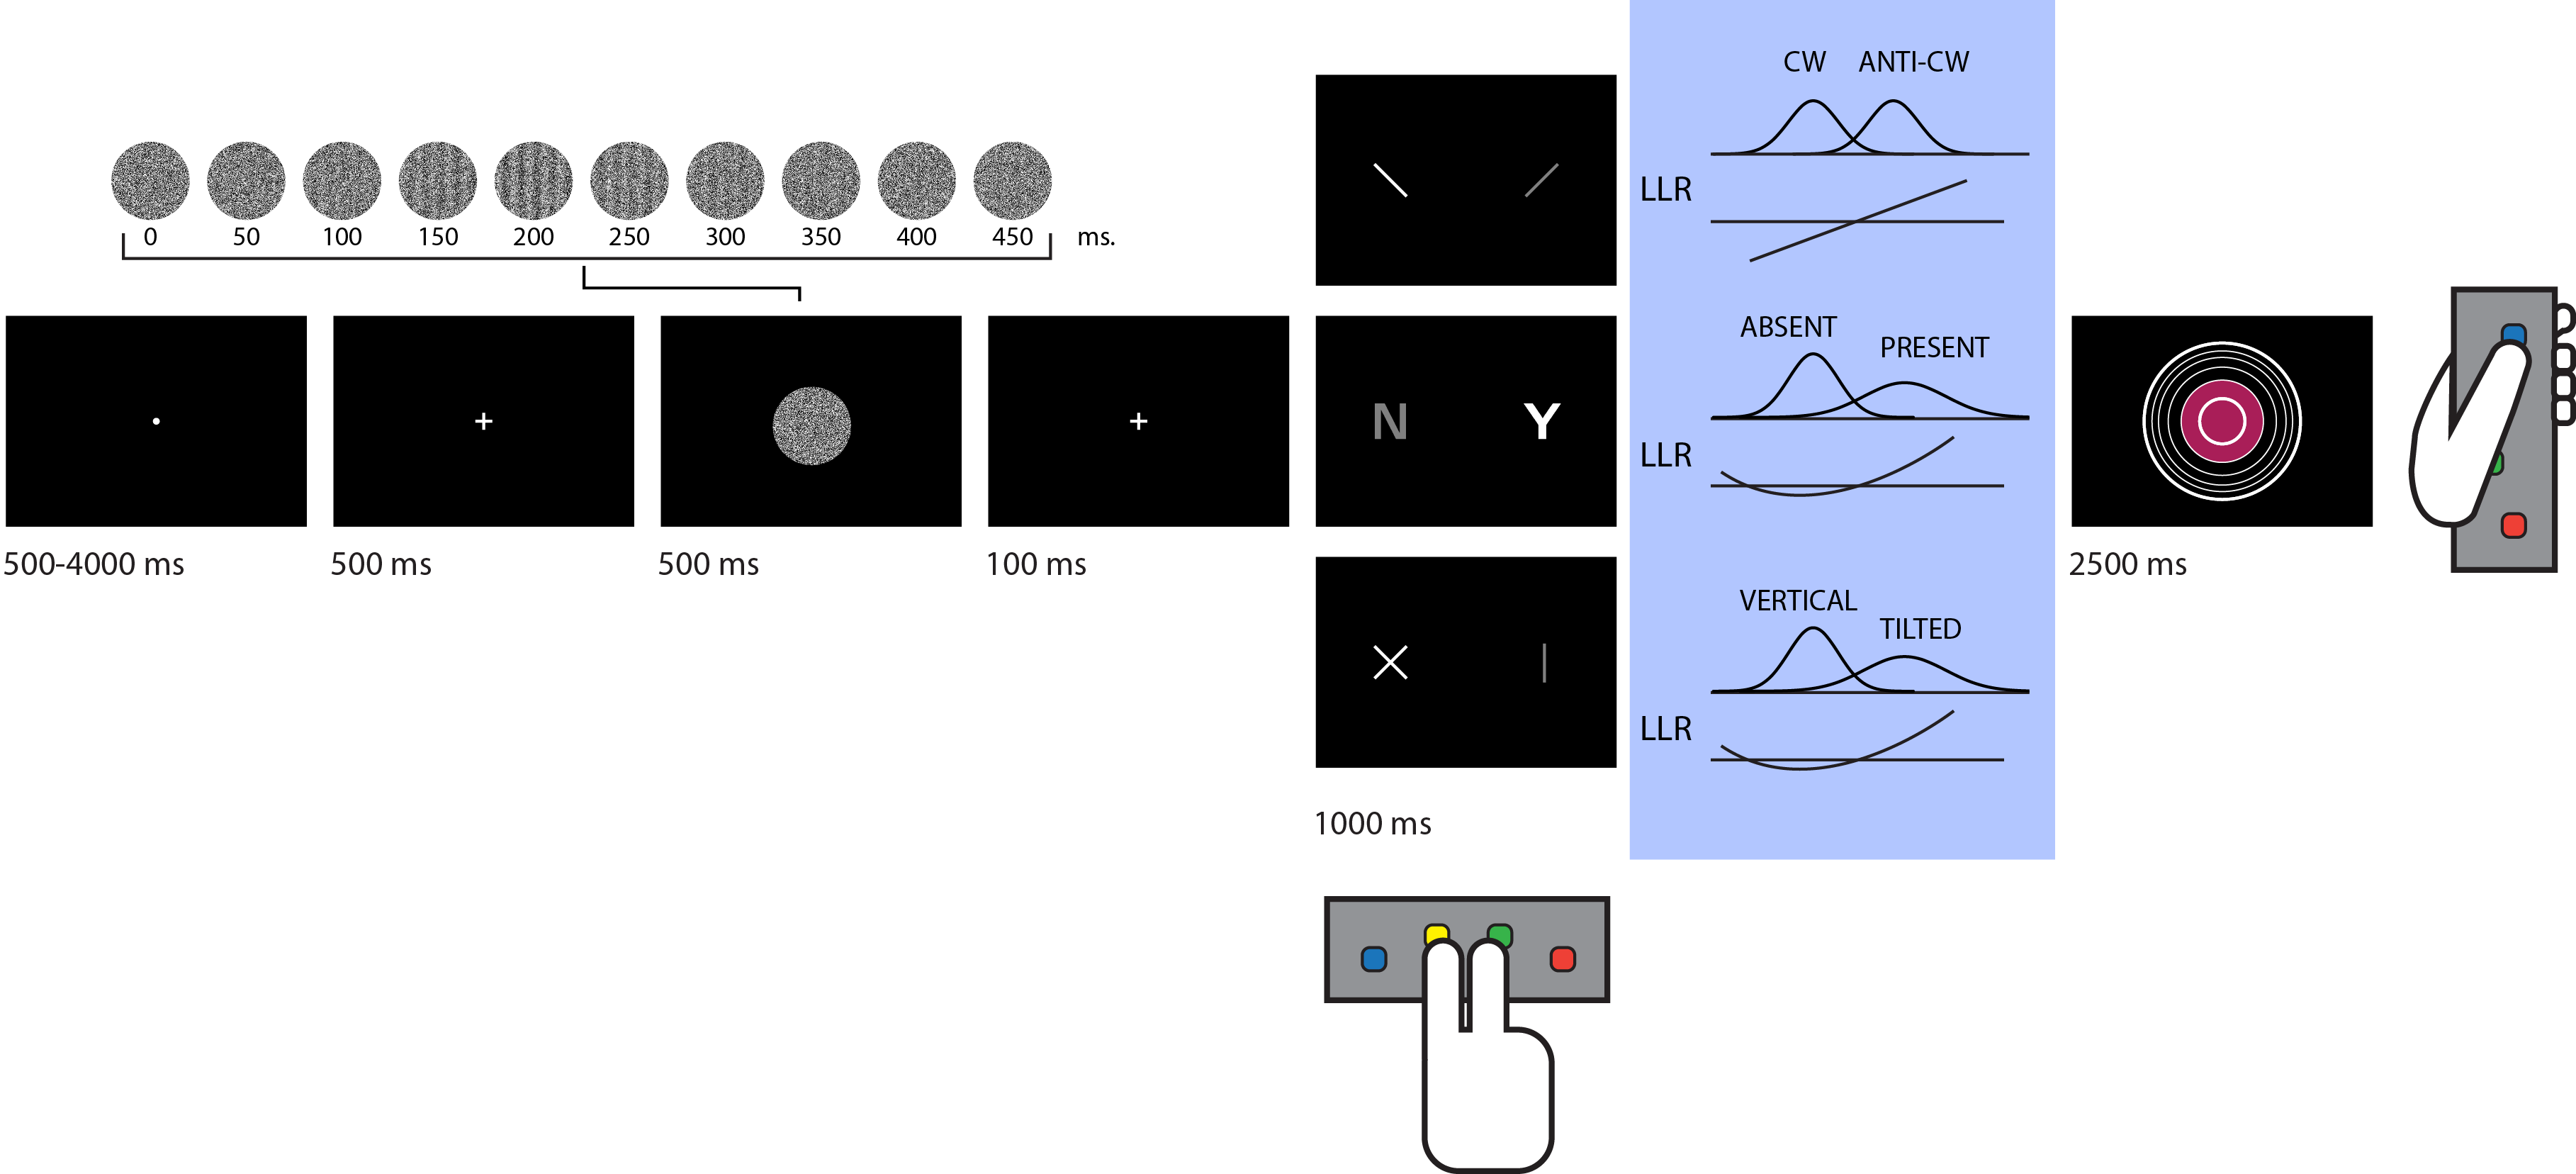 0 50 100 150 200 250 300 350 400 450 ms.
500-4000 ms
500 ms
500 ms
100 ms
N Y
1000 ms
CW ANTI-CW
LLR
ABSENT
PRESENT
LLR
VERTICAL
TILTED
LLR
2500 ms